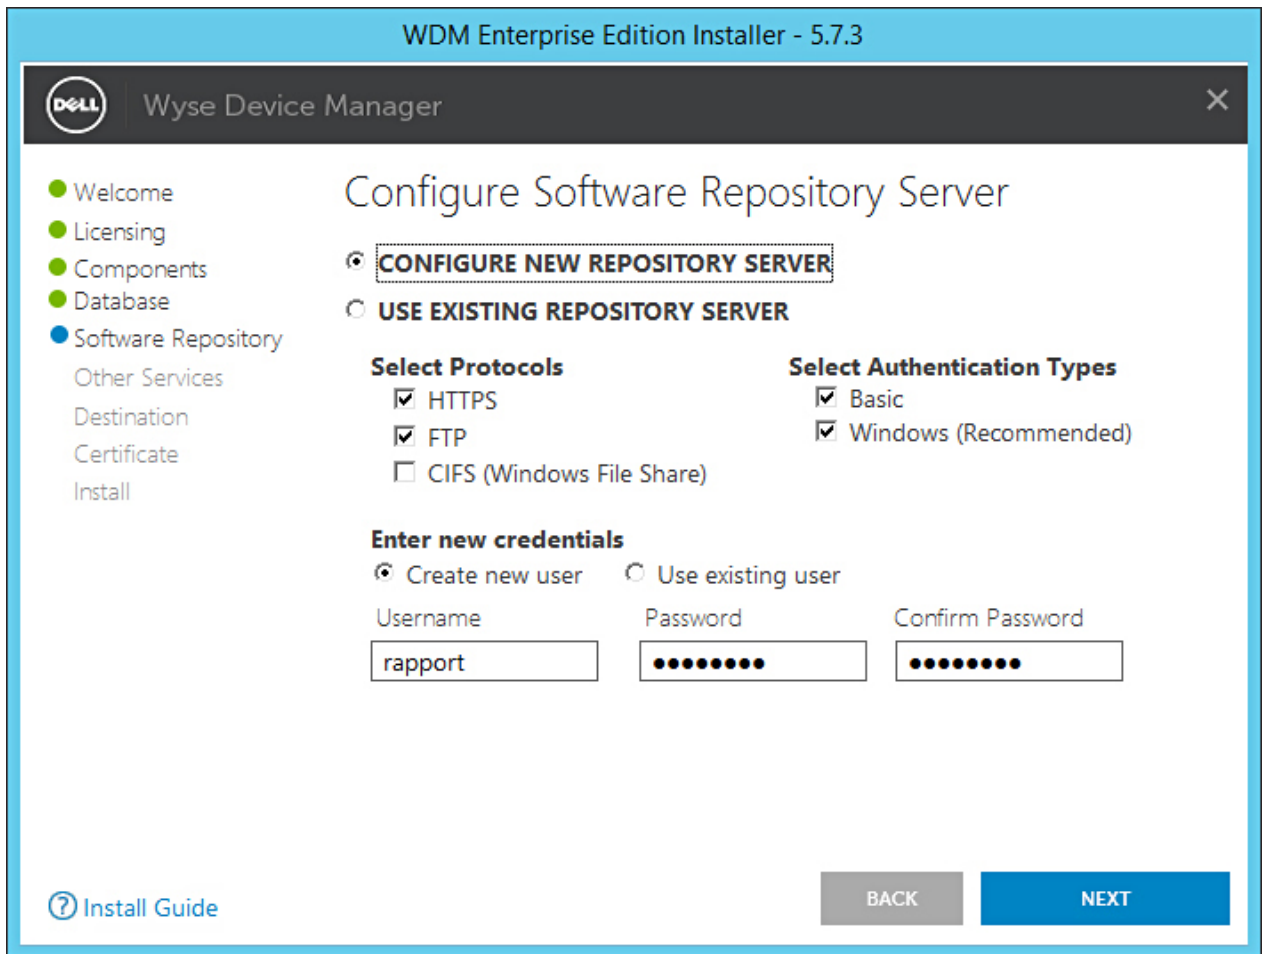 WDM Enterprise Edition Installer - 5.7.3
DELL
Wyse Device Manager
Welcome
Licensing
Components
Database
Software Repository
Other Services
Destination
Certificate
Install
Configure Software Repository Server
CONFIGURE NEW REPOSITORY SERVER
USE EXISTING REPOSITORY SERVER
Select Protocols
HTTPS
FTP
CIFS (Windows File Share)
Select Authentication Types
Basic
Windows (Recommended)
Enter new credentials
Create new user Use existing user
Username Password Confirm Password
rapport ●●●●●●●● ●●●●●●●●
? Install Guide
BACK NEXT